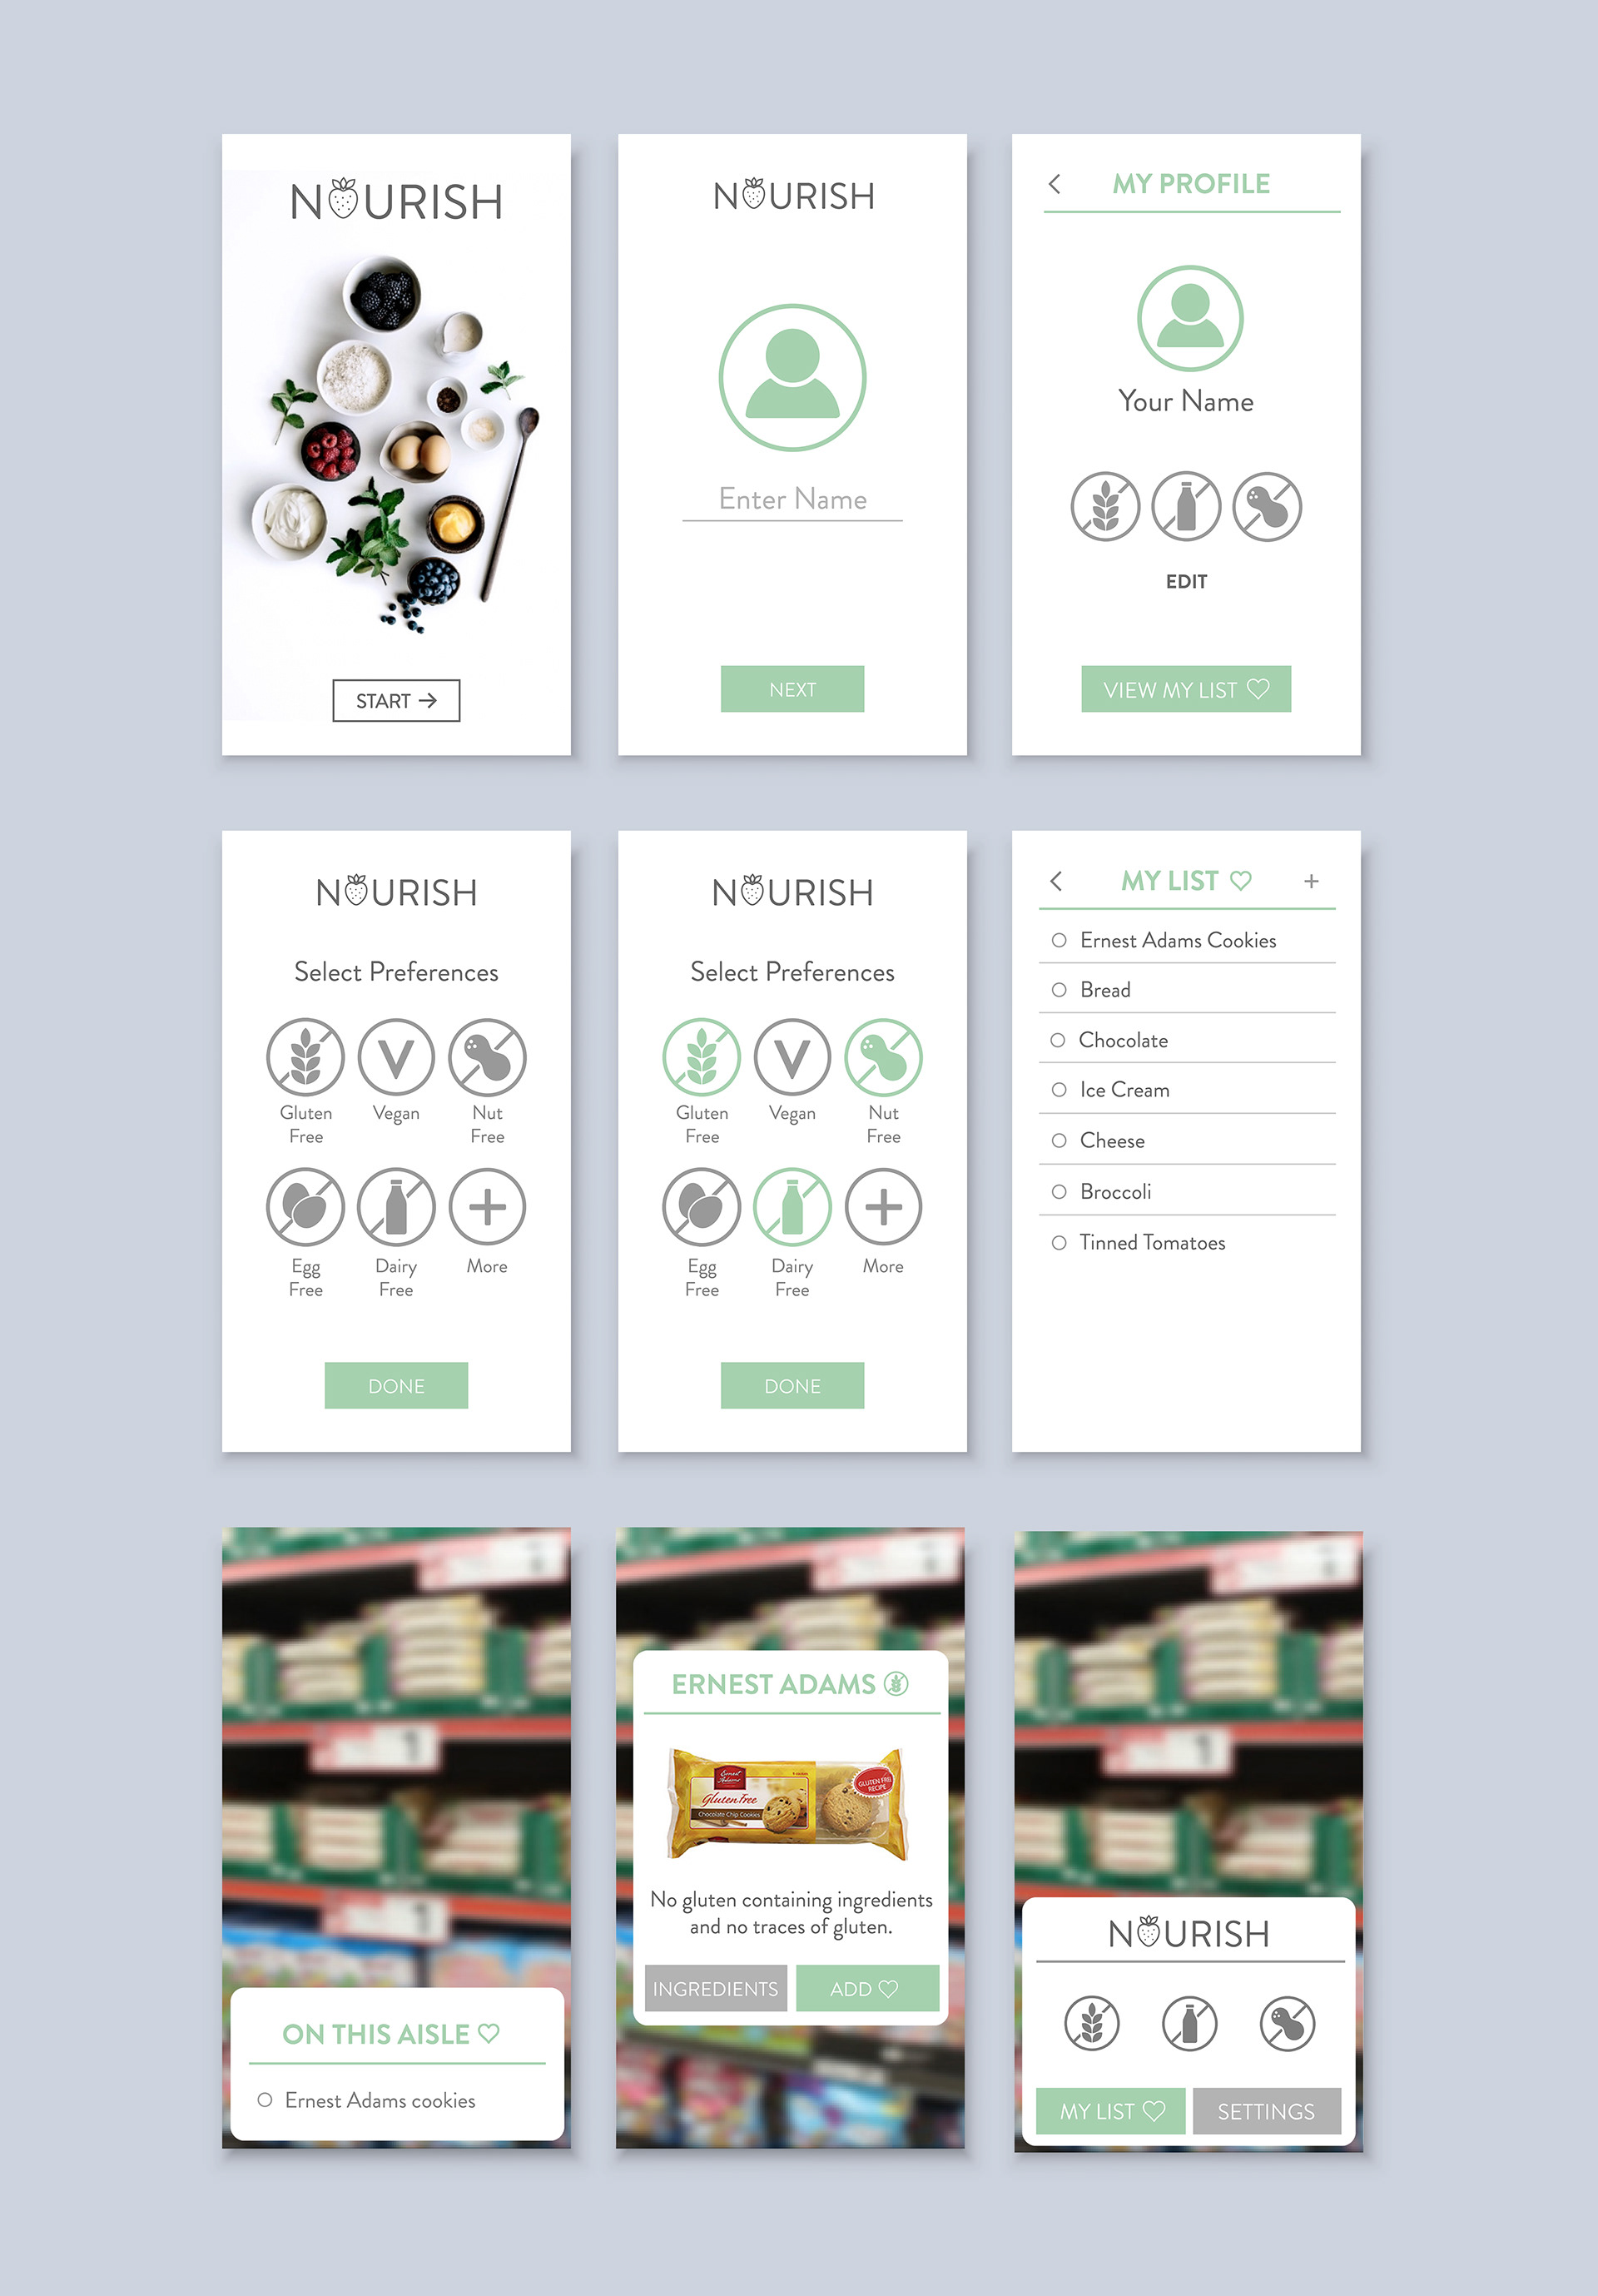 NOURISH
START →
NOURISH
Enter Name
NEXT
MY PROFILE
Your Name
EDIT
VIEW MY LIST
NOURISH
Select Preferences
Gluten
Free
Vegan
Nut
Free
Egg
Free
Dairy
Free
More
DONE
NOURISH
Select Preferences
Gluten
Free
Vegan
Nut
Free
Egg
Free
Dairy
Free
More
DONE
MY LIST +
Ernest Adams Cookies
Bread
Chocolate
Ice Cream
Cheese
Broccoli
Tinned Tomatoes
1
1
ON THIS AISLE
Ernest Adams cookies
ERNEST ADAMS
Ernest
Adams
Gluten Free
Chocolate Chip Cookies
GLUTEN FREE
RECIPE
No gluten containing ingredients
and no traces of gluten.
INGREDIENTS
ADD
1
NOURISH
MY LIST
SETTINGS